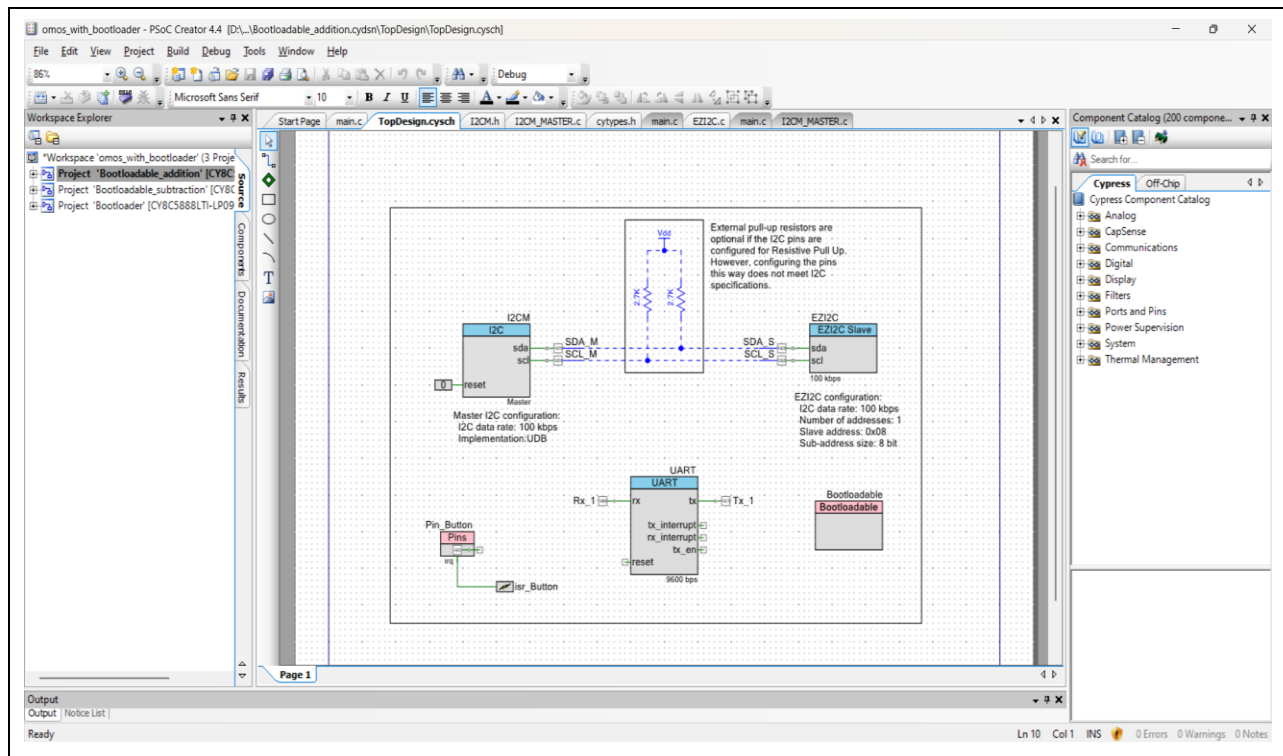 omos_with_bootloader - PSoC Creator 4.4 [D:\...\Bootloadable_addition.cydsn\TopDesign\TopDesign.cysch]
File Edit View Project Build Debug Tools Window Help
86%
Debug
Microsoft Sans Serif 10 B I U
Workspace Explorer
Start Page main.c TopDesign.cysch I2CM.h I2CM_MASTER.c cytypes.h main.c EZI2C.c main.c I2CM_MASTER.c
Component Catalog (200 compone...
*Workspace 'omos_with_bootloader' (3 Proje
Project 'Bootloadable_addition' [CY8C:
Project 'Bootloadable_subtraction' [CY8C
Project 'Bootloader' [CY8C5888LTI-LP09
Source
Components
Documentation
Results
T
Vdd
2.7K
2.7K
External pull-up resistors are
optional if the I2C pins are
configured for Resistive Pull Up.
However, configuring the pins
this way does not meet I2C
specifications.
I2CM
I2C
sda
scl
0
reset
Master
SDA_M
SCL_M
SDA_S
SCL_S
EZI2C
EZI2C Slave
sda
scl
100 kbps
Master I2C configuration:
I2C data rate: 100 kbps
Implementation:UDB
EZI2C configuration:
I2C data rate: 100 kbps
Number of addresses: 1
Slave address: 0x08
Sub-address size: 8 bit
UART
UART
Rx_1
rx
tx
Tx_1
tx_interrupt
rx_interrupt
tx_en
reset
9600 bps
Bootloadable
Bootloadable
Pin_Button
Pins
irq
isr_Button
Page 1
Search for...
Cypress Off-Chip
Cypress Component Catalog
Analog
CapSense
Communications
Digital
Display
Filters
Ports and Pins
Power Supervision
System
Thermal Management
Output
Output Notice List
Ready
Ln 10 Col 1 INS 0 Errors 0 Warnings 0 Notes